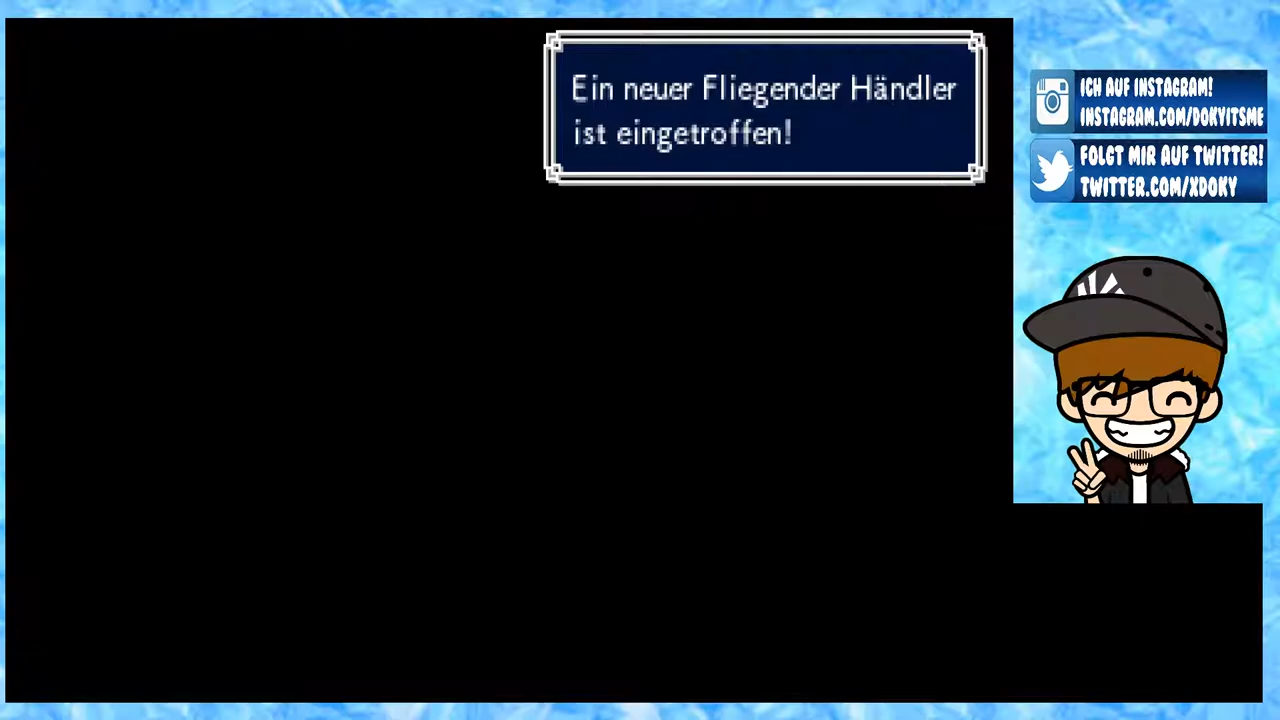 Ein neuer Fliegender Händler
ist eingetroffen!
ICH AUF INSTAGRAM!
INSTAGRAM.COM/DOKYITSME
FOLGT MIR AUF TWITTER!
TWITTER.COM/XDOKY